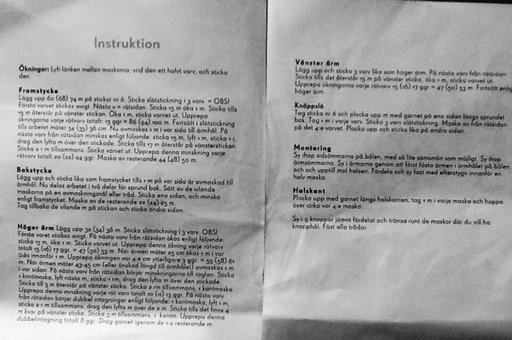 Instruktion
Ökningar: Lyft länken mellan maskorna, vrid den ett halvt varv, och sticka
den.
Framstycke
Lägg upp 60 (68) 74 m på stickor nr 6. Sticka slätstickning i 3 varv. = OBS!
Första varvet stickas avigt. Nästa v = rätsidan. Sticka 15 m öka 1 m. Sticka tills
15 m återstår på vänster stickan. Öka 1 m, sticka varvet ut. Upprepa
ökningarna varje rätvarv totalt 13 ggr = 86 (94) 100 m. Fortsätt i slätstickning
tills arbetet mäter 34 (35) 36 cm. Nu avmaskas 1 m i var sida till ärmhål. På
nästa varv från rätsidan minskas enligt följande: sticka 15 m, lyft 1 m, sticka 1 r,
drag den lyfta m över den stickade. Sticka tills 17 m återstår på vänsterstickan.
Sticka 2 r m tillsammans. Sticka varvet ut. Upprepa denna minskning varje
rätvarv totalt 20 (22) 24 ggr. Maska av resterande 44 (48) 50 m.
Bakstycke
Lägg upp och sticka lika som framstycket tills 1 m på var sida är avmaskad till
ärmhål. Nu delas arbetet i två delar för sprund bak. Sätt av de vilande
maskorna på en avmaskningsnål eller tråd. Sticka ena sidan, och minska
enligt framstycket. Maska av de resterande 22 (24) 25 m.
Tag tillbaka de vilande m på stickan och sticka andra sidan.
Höger ärm Lägg upp 32 (34) 36 m. Sticka slätstickning i 3 varv. OBS!
Första varvet stickas avigt. På nästa varv från rätsidan ökas enligt följande:
sticka 15 m, öka 1 m. Sticka varvet ut. Upprepa denna ökning varje rätvarv
totalt 15 (16) 17 ggr. = 47 (50) 53 m. När ärmen mäter 25 cm ökas 1 m i var
sida innanför 1 m. Upprepa ökningen var 4:e cm ytterligare 3 ggr. = 55 (58) 61
m. När ärmen mäter 43-45 cm (eller önskad längd till ärmhålet) avmaskas 1 m
i var sidan. På nästa varv från rätsidan börjar minskningarna till raglan. Sticka
1 kantmaska, lyft nästa m, sticka 1 m, drag den lyfta m över den stickade.
Sticka till 3 m återstår på vänster sticka. Sticka 2 rm tillsammans, 1 kantmaska.
Upprepa denna minskning varje rät varv totalt 10 (11) 13 ggr. På nästa varv
från rätsidan börjar dubbel intagningar enligt följande: 1 kantmaska, lyft 1 m,
sticka 2 r m tillsammans, drag den lyfta m över de 2 m. Sticka tills det finns 4
m kvar på vänster sticka. Sticka 3 m tillsammans, 1 kantm. Upprepa denna
dubbelintagning totalt 8 ggr. Drag garnet igenom de 1-2 resterande m.
Vänster ärm
Lägg upp och sticka 3 varv lika som höger ärm. På nästa varv från rätsidan
Sticka tills det återstår 15 m på vänster sticka, öka 1 m, sticka varvet ut.
Upprepa ökningarna varje rätvarv 15 (16) 17 ggr = 47 (50) 53 m. Fortsätt enligt
höger ärm.
Knäppslå
Tag sticka nr 6 och plocka upp m med garnet på ena sidan längs sprundet
bak. Tag 1 m i varje varv. Sticka 3 varv slätstickning. Maska av från rätsidan
på det 4:e varvet. Plocka upp och sticka lika på andra sidan.
Montering
Sy ihop sidsömmarna på bålen, med så lite sömsmån som möjligt. Sy ihop
ärmsömmarna. Sy i ärmarna genom att först fästa ärmen i ärmhålen på bålen
och upptill mot halsen. Fördela och sy fast med efterstygn innanför en
halv maska.
Halskant
Plocka upp med garnet längs halskanten, tag 1 m i varje maska och hoppa
över cirka var 4:e maska.
Sy i 9 knappar jämnt fördelat och tränsa runt de maskor där du vill ha
knapphål. Fäst alla trådar.